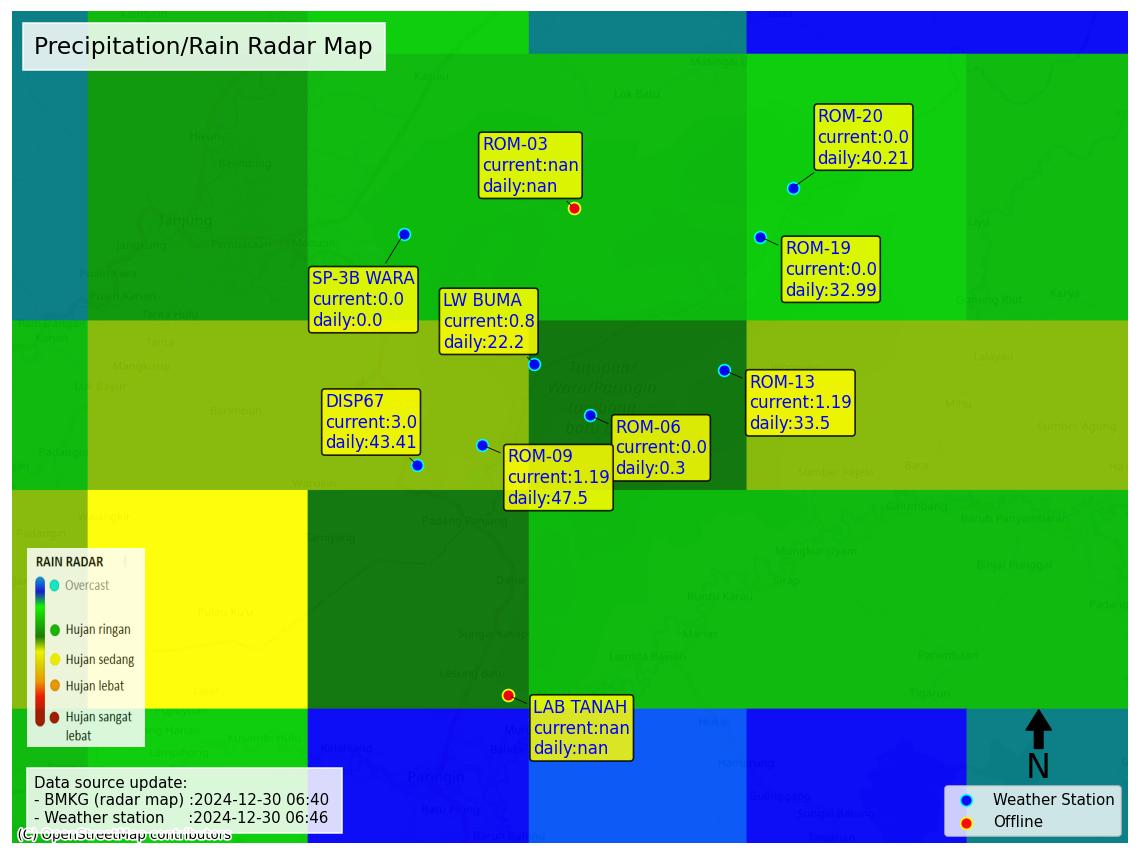 Precipitation/Rain Radar Map
ROM-20
current:0.0
daily:40.21
ROM-03
current:nan
daily:nan
ROM-19
current:0.0
daily:32.99
SP-3B WARA
current:0.0
daily:0.0
LW BUMA
current:0.8
daily:22.2
ROM-13
current:1.19
daily:33.5
DISP67
current:3.0
daily:43.41
ROM-06
current:0.0
daily:0.3
ROM-09
current:1.19
daily:47.5
LAB TANAH
current:nan
daily:nan
Tanjung
Lok Batu
Barimbun
Paringin
RAIN RADAR
Overcast
Hujan ringan
Hujan sedang
Hujan lebat
Hujan sangat
lebat
Data source update:
- BMKG (radar map) :2024-12-30 06:40
- Weather station :2024-12-30 06:46
(C) OpenStreetMap contributors
N
Weather Station
Offline